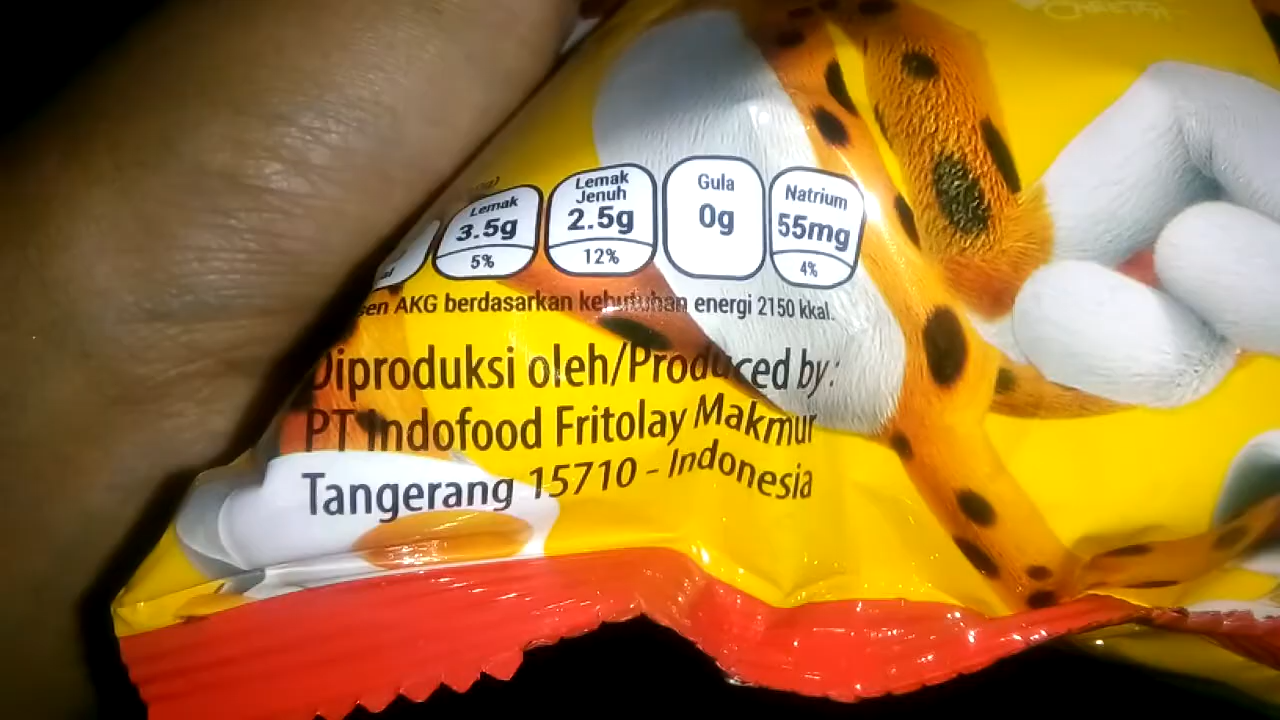 Lemak
3.5g
5%
Lemak
Jenuh
2.5g
12%
Gula
0g
Natrium
55mg
4%
AKG berdasarkan kebutuhan energi 2150 kkal.
Diproduksi oleh/Produced by:
PT Indofood Fritolay Makmur
Tangerang 15710 - Indonesia